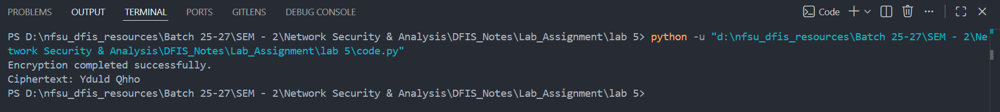 PROBLEMS OUTPUT TERMINAL PORTS GITLENS DEBUG CONSOLE Code
PS D:\nfsu_dfis_resources\Batch 25-27\SEM - 2\Network Security & Analysis\DFIS_Notes\Lab_Assignment\lab 5> python -u "d:\nfsu_dfis_resources\Batch 25-27\SEM - 2\Ne
twork Security & Analysis\DFIS_Notes\Lab_Assignment\lab 5\code.py"
Encryption completed successfully.
Ciphertext: Yduld Qhho
PS D:\nfsu_dfis_resources\Batch 25-27\SEM - 2\Network Security & Analysis\DFIS_Notes\Lab_Assignment\lab 5>